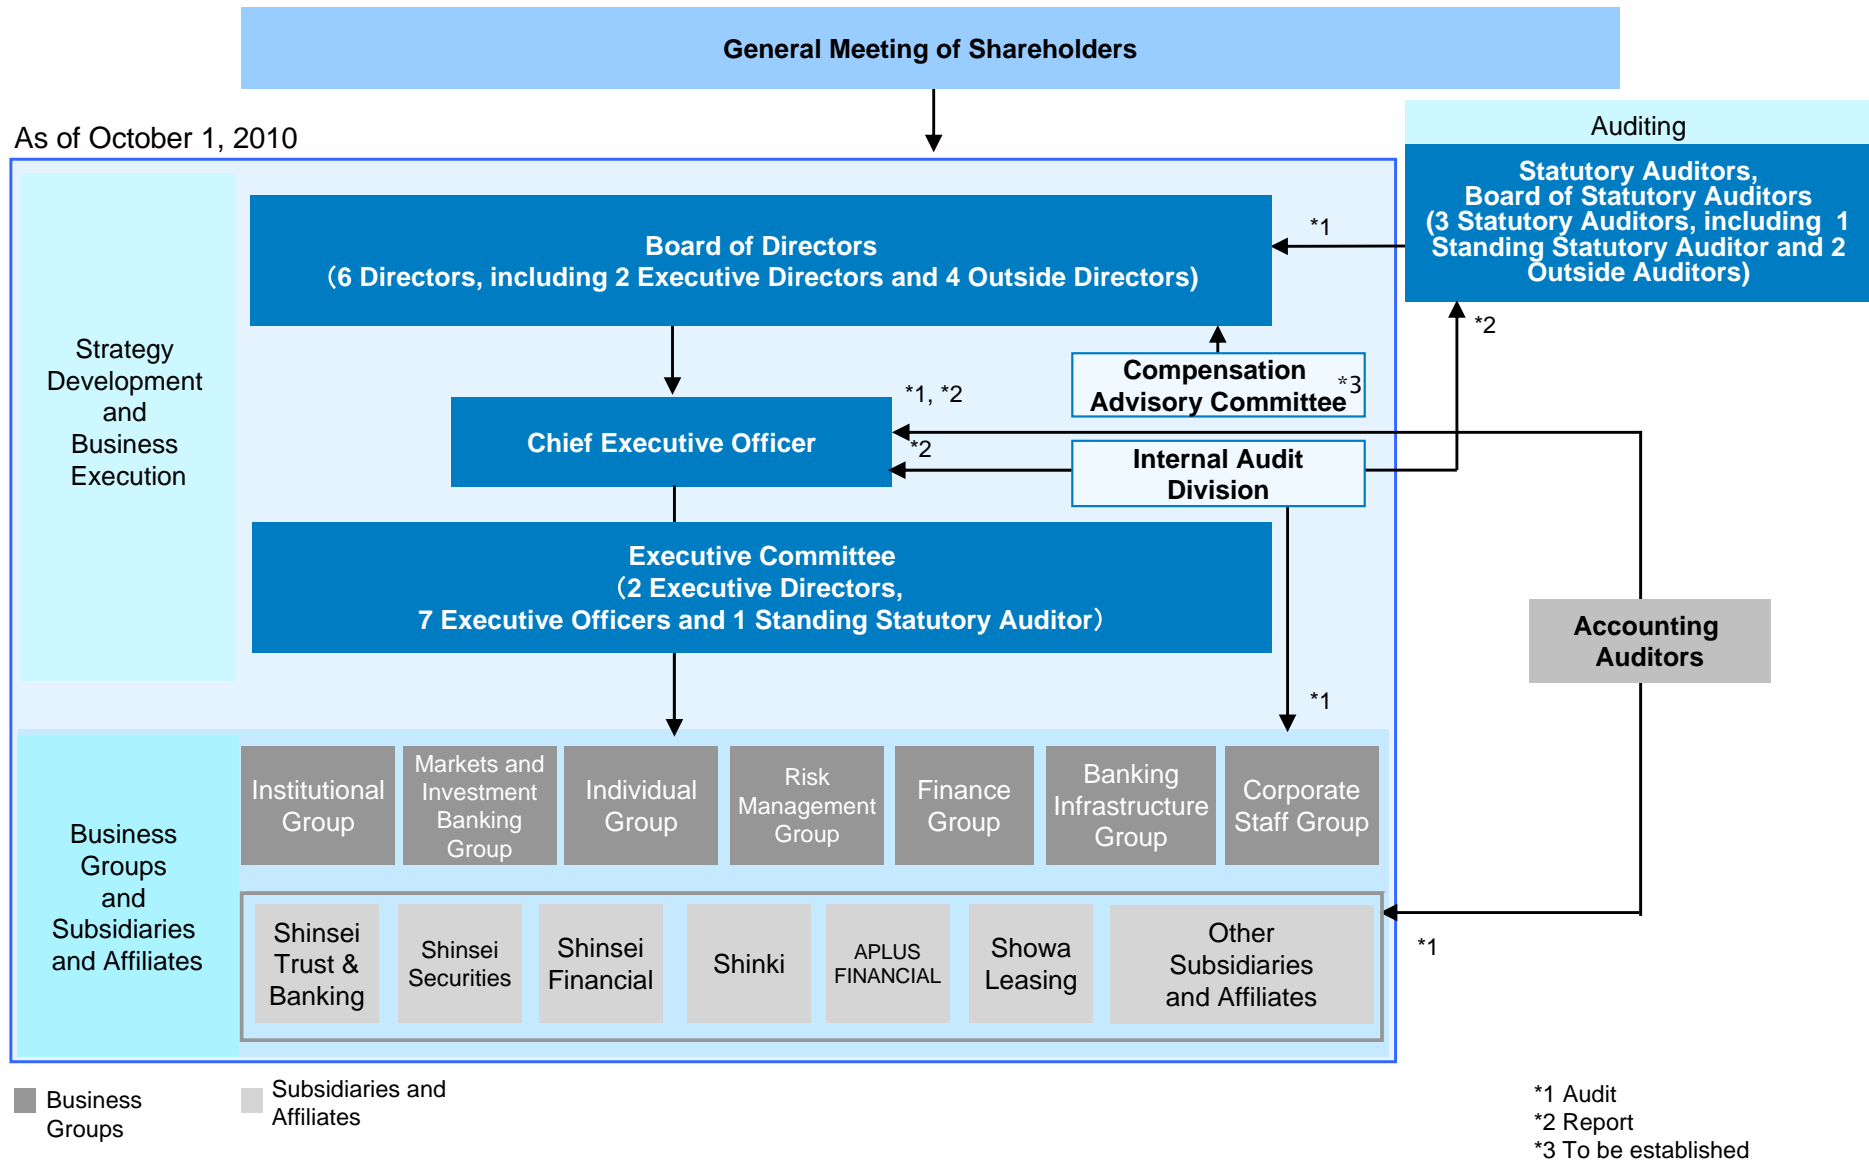 General Meeting of Shareholders
As of October 1, 2010
Auditing
Statutory Auditors,
Board of Statutory Auditors
(3 Statutory Auditors, including 1
Standing Statutory Auditor and 2
Outside Auditors)
*1
*2
Strategy
Development
and
Business
Execution
Board of Directors
（6 Directors, including 2 Executive Directors and 4 Outside Directors)
Compensation
Advisory Committee*3
*1, *2
Chief Executive Officer
*2
Internal Audit
Division
Executive Committee
（2 Executive Directors,
7 Executive Officers and 1 Standing Statutory Auditor）
Accounting
Auditors
*1
Business
Groups
and
Subsidiaries
and Affiliates
Institutional
Group
Markets and
Investment
Banking
Group
Individual
Group
Risk
Management
Group
Finance
Group
Banking
Infrastructure
Group
Corporate
Staff Group
Shinsei
Trust &
Banking
Shinsei
Securities
Shinsei
Financial
Shinki
APLUS
FINANCIAL
Showa
Leasing
Other
Subsidiaries
and Affiliates
*1
Business
Groups
Subsidiaries and
Affiliates
*1 Audit
*2 Report
*3 To be established